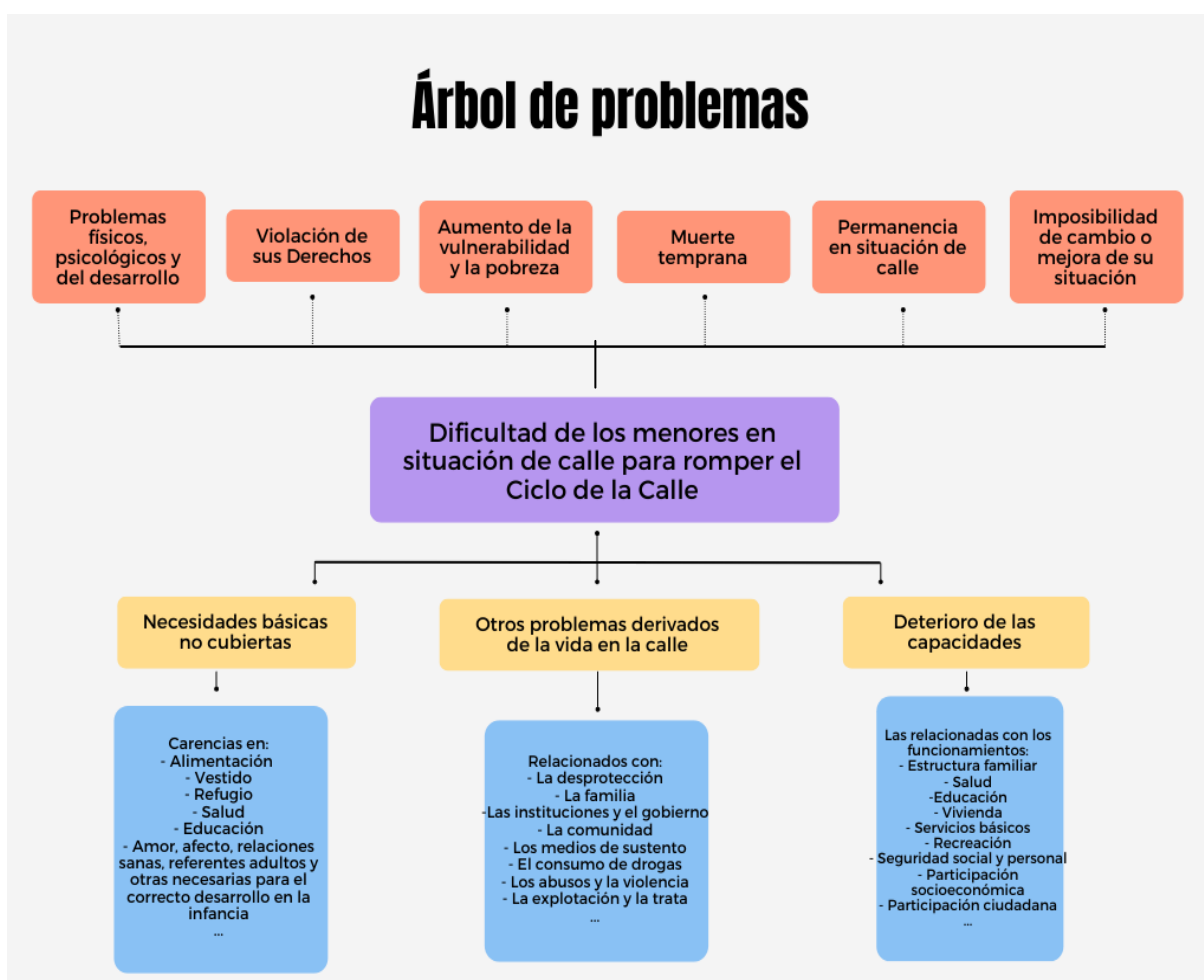 Árbol de problemas
Problemas
físicos,
psicológicos y
del desarrollo
Violación de
sus Derechos
Aumento de la
vulnerabilidad
y la pobreza
Muerte
temprana
Permanencia
en situación de
calle
Imposibilidad
de cambio o
mejora de su
situación
Dificultad de los menores en
situación de calle para romper el
Ciclo de la Calle
Necesidades básicas
no cubiertas
Otros problemas derivados
de la vida en la calle
Deterioro de las
capacidades
Carencias en:
- Alimentación
- Vestido
- Refugio
- Salud
- Educación
- Amor, afecto, relaciones
sanas, referentes adultos y
otras necesarias para el
correcto desarrollo en la
infancia
...
Relacionados con:
- La desprotección
- La familia
-Las instituciones y el gobierno
- La comunidad
- Los medios de sustento
- El consumo de drogas
- Los abusos y la violencia
- La explotación y la trata
...
Las relacionadas con los
funcionamientos:
- Estructura familiar
- Salud
-Educación
- Vivienda
- Servicios básicos
- Recreación
- Seguridad social y personal
- Participación
socioeconómica
- Participación ciudadana
...